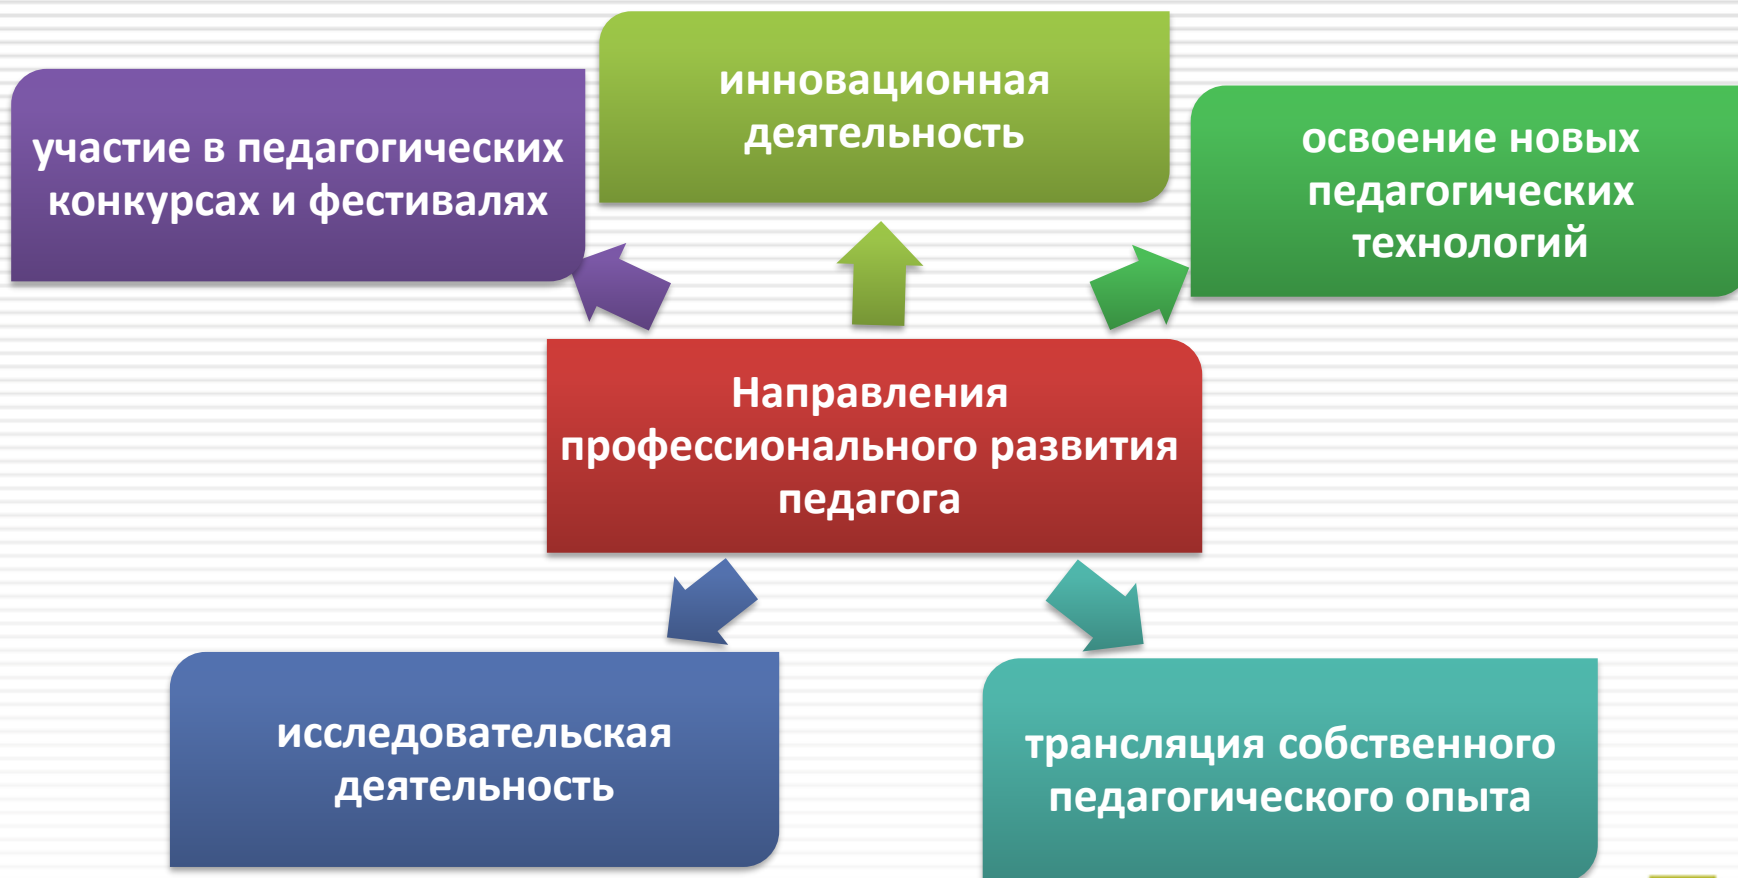 участие в педагогических
конкурсах и фестивалях
инновационная
деятельность
освоение новых
педагогических
технологий
Направления
профессионального развития
педагога
исследовательская
деятельность
трансляция собственного
педагогического опыта